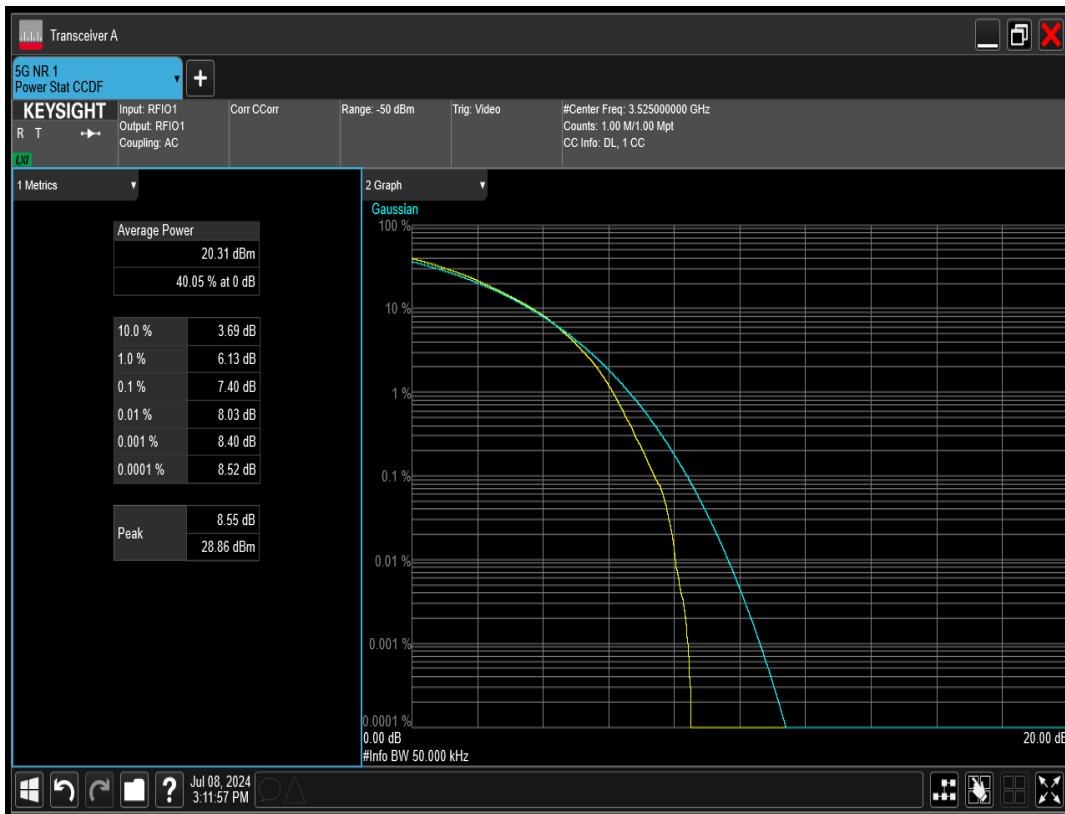 Transceiver A
5G NR 1
Power Stat CCDF
+
KEYSIGHT
R T
LXI
Input: RFIO1
Output: RFIO1
Coupling: AC
Corr CCorr
Range: -50 dBm
Trig: Video
#Center Freq: 3.525000000 GHz
Counts: 1.00 M/1.00 Mpt
CC Info: DL, 1 CC
1 Metrics
Average Power
20.31 dBm
40.05 % at 0 dB
10.0 % 3.69 dB
1.0 % 6.13 dB
0.1 % 7.40 dB
0.01 % 8.03 dB
0.001 % 8.40 dB
0.0001 % 8.52 dB
Peak
8.55 dB
28.86 dBm
2 Graph
Gaussian
100 %
10 %
1 %
0.1 %
0.01 %
0.001 %
0.0001 %
0.00 dB 20.00 dB
#Info BW 50.000 kHz
?
Jul 08, 2024
3:11:57 PM